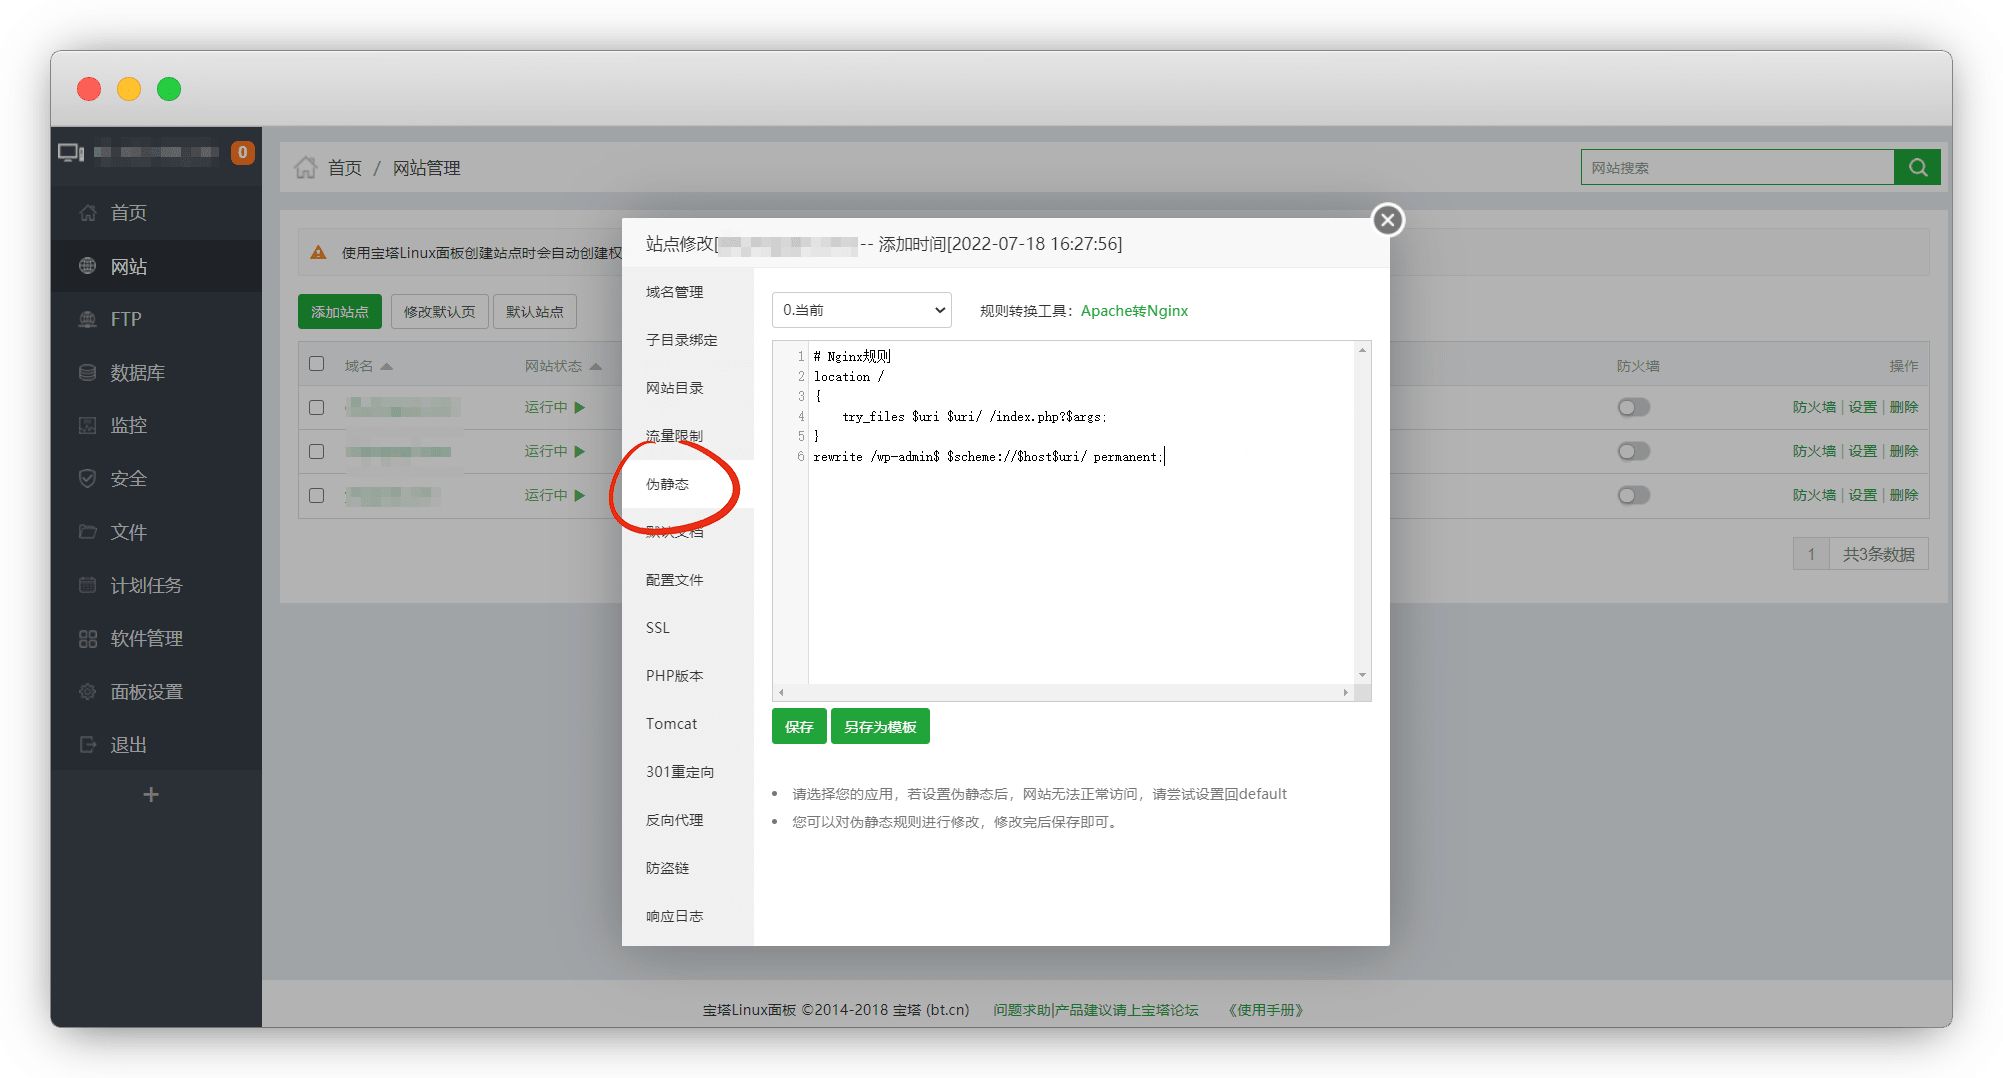 0
首页
网站
FTP
数据库
监控
安全
文件
计划任务
软件管理
面板设置
退出
+
首页 / 网站管理
网站搜索
使用宝塔Linux面板创建站点时会自动创建权
添加站点 修改默认页 默认站点
域名 网站状态 防火墙 操作
运行中 防火墙 | 设置 | 删除
运行中 防火墙 | 设置 | 删除
运行中 防火墙 | 设置 | 删除
1 共3条数据
站点修改[ -- 添加时间[2022-07-18 16:27:56]
域名管理
子目录绑定
网站目录
流量限制
伪静态
默认文档
配置文件
SSL
PHP版本
Tomcat
301重定向
反向代理
防盗链
响应日志
0.当前 规则转换工具：Apache转Nginx
1 # Nginx规则
2 location /
3 {
4 try_files $uri $uri/ /index.php?$args;
5 }
6 rewrite /wp-admin$ $scheme://$host$uri/ permanent;
保存 另存为模板
• 请选择您的应用，若设置伪静态后，网站无法正常访问，请尝试设置回default
• 您可以对伪静态规则进行修改，修改完后保存即可。
宝塔Linux面板 ©2014-2018 宝塔 (bt.cn) 问题求助|产品建议请上宝塔论坛 《使用手册》